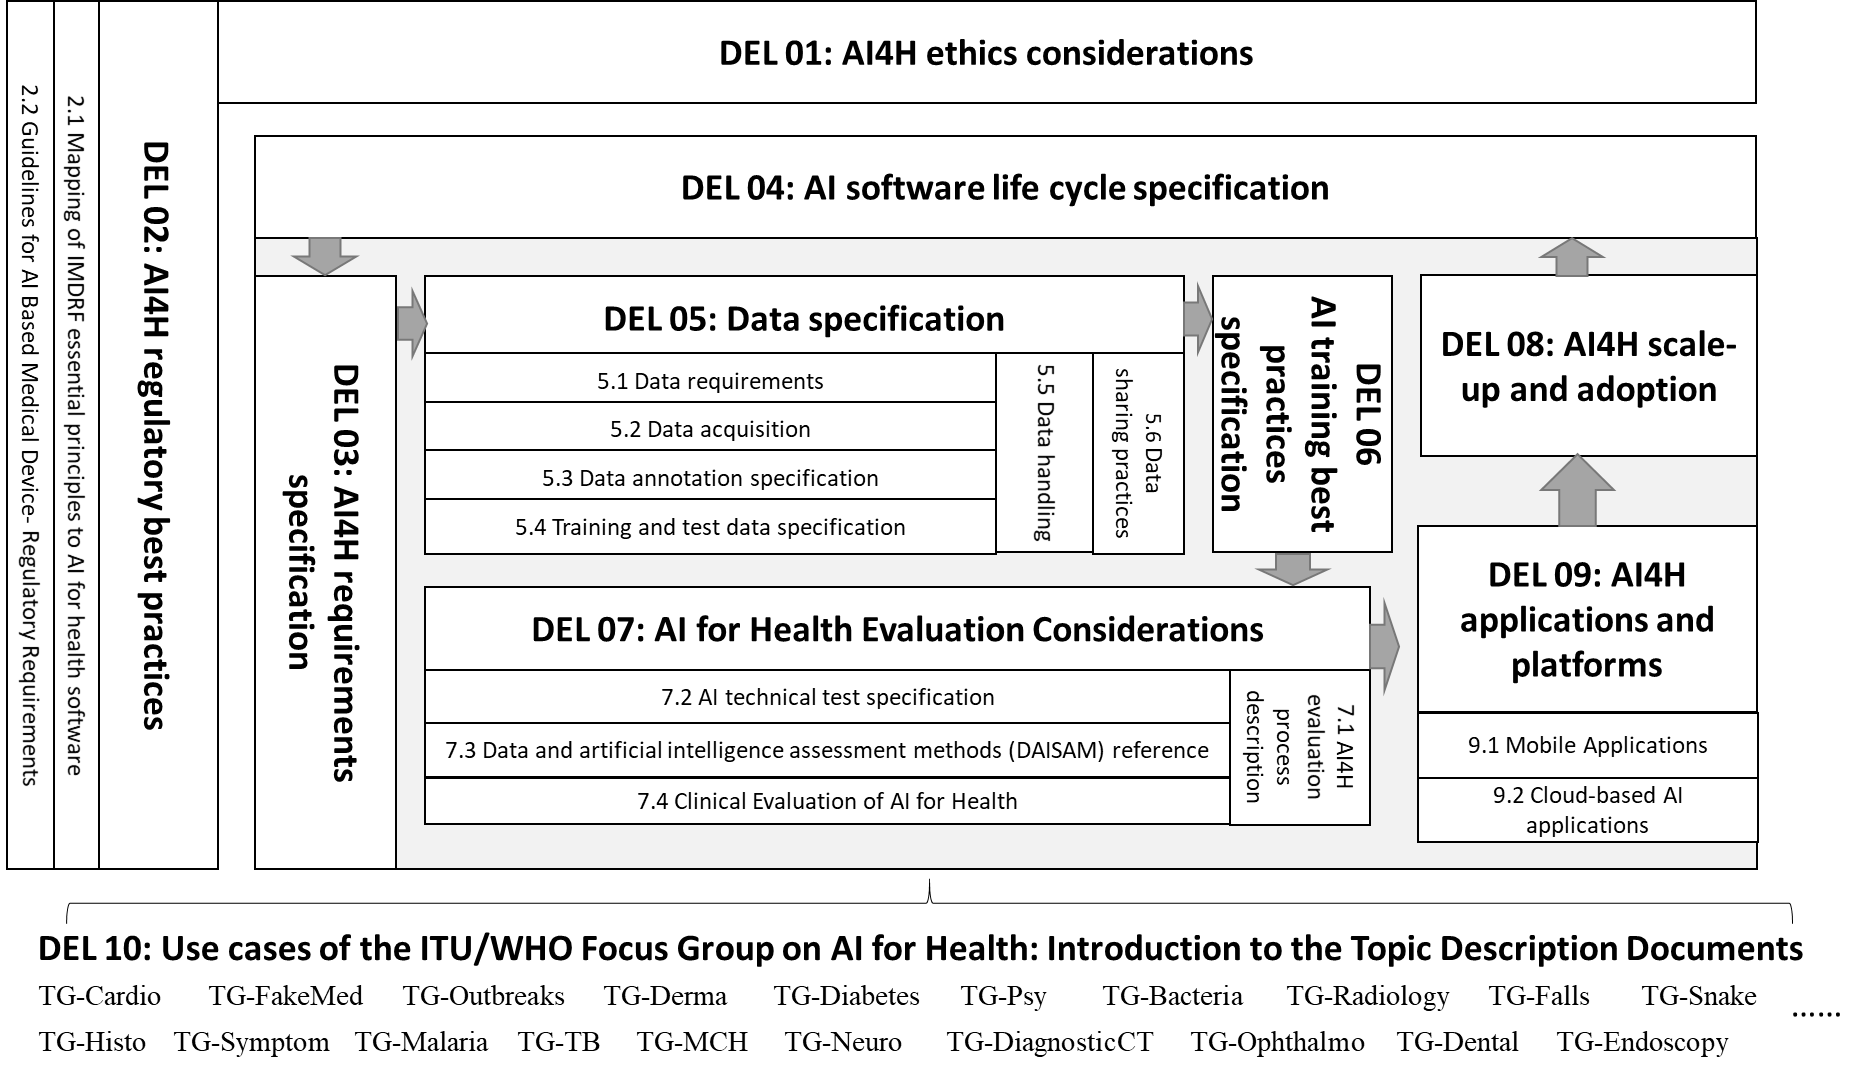 DEL 01: AI4H ethics considerations
2.2 Guidelines for AI Based Medical Device- Regulatory Requirements
2.1 Mapping of IMDRF essential principles to AI for health software
DEL 02: AI4H regulatory best practices
DEL 04: AI software life cycle specification
DEL 03: AI4H requirements
specification
DEL 05: Data specification
5.1 Data requirements
5.2 Data acquisition
5.3 Data annotation specification
5.4 Training and test data specification
5.5 Data handling
5.6 Data
sharing practices
DEL 06
AI training best
practices
specification
DEL 07: AI for Health Evaluation Considerations
7.2 AI technical test specification
7.3 Data and artificial intelligence assessment methods (DAISAM) reference
7.4 Clinical Evaluation of AI for Health
7.1 AI4H
evaluation
process
description
DEL 08: AI4H scale-
up and adoption
DEL 09: AI4H
applications and
platforms
9.1 Mobile Applications
9.2 Cloud-based AI
applications
DEL 10: Use cases of the ITU/WHO Focus Group on AI for Health: Introduction to the Topic Description Documents
TG-Cardio TG-FakeMed TG-Outbreaks TG-Derma TG-Diabetes TG-Psy TG-Bacteria TG-Radiology TG-Falls TG-Snake ......
TG-Histo TG-Symptom TG-Malaria TG-TB TG-MCH TG-Neuro TG-DiagnosticCT TG-Ophthalmo TG-Dental TG-Endoscopy